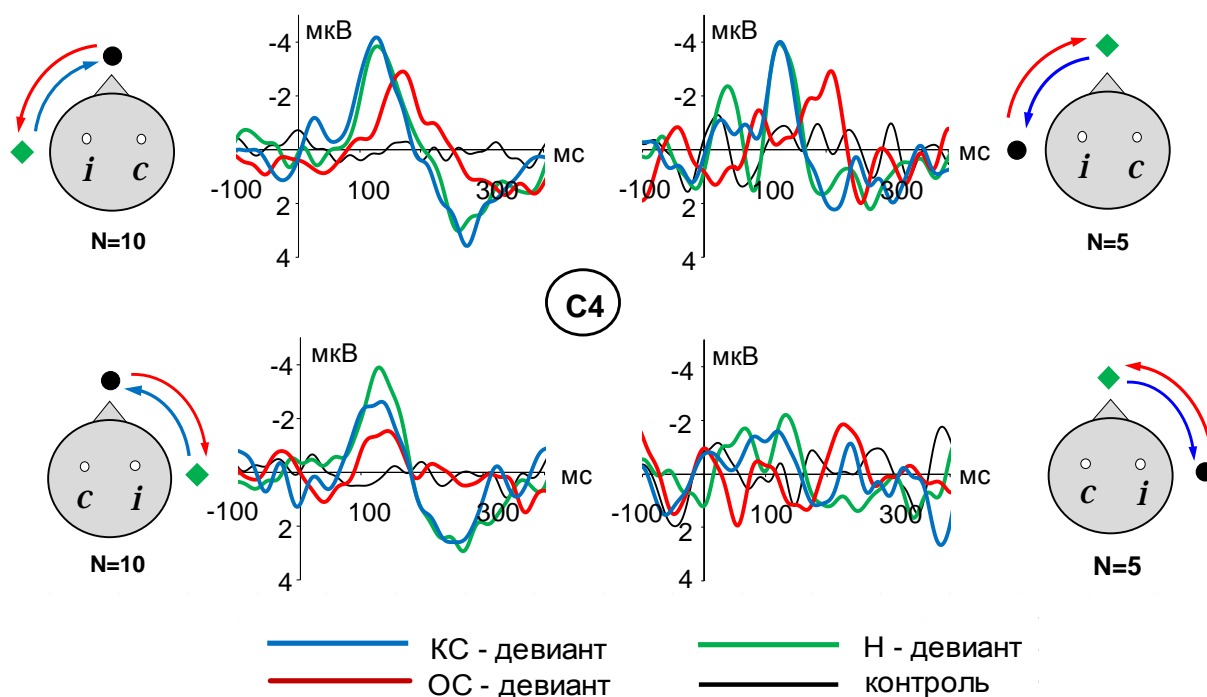 мкВ
-4
-2
2
4
-100
100
300
мс
i c
N=10
мкВ
-4
-2
2
4
-100
100
300
мс
i c
N=5
C4
мкВ
-4
-2
2
4
-100
100
300
мс
c i
N=10
мкВ
-4
-2
2
4
-100
100
300
мс
c i
N=5
КС - девиант
Н - девиант
ОС - девиант
контроль